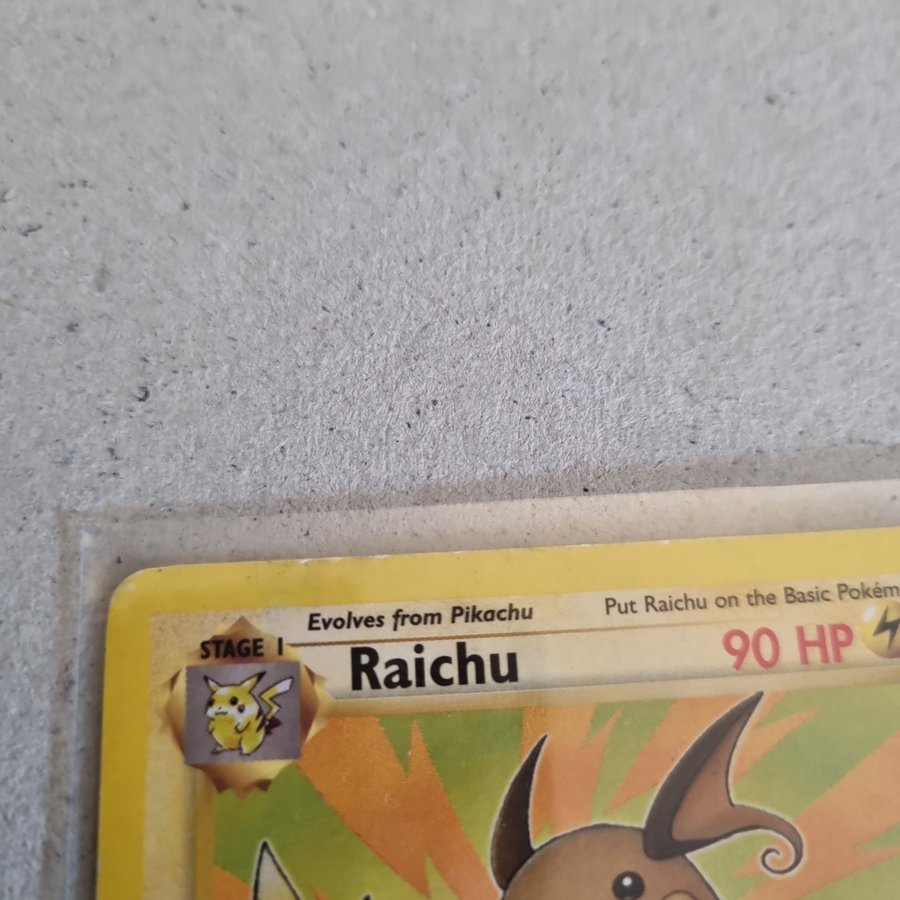 Evolves from Pikachu
Put Raichu on the Basic Pokém
STAGE 1
Raichu
90 HP